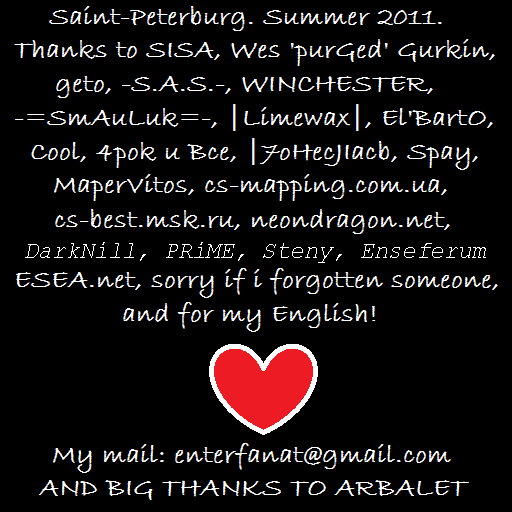 Saint-Peterburg. Summer 2011.
Thanks to SISA, Wes 'purGed' Gurkin,
geto, -S.A.S.-, WINCHESTER,
-=SmAuLuk=-, |Limewax|, El'BartO,
Cool, 4pok u Bce, |7oHecJIacb, Spay,
MaperVitos, cs-mapping.com.ua,
cs-best.msk.ru, neondragon.net,
DarkNill, PRiME, Steny, Enseferum
ESEA.net, sorry if i forgotten someone,
and for my English!
My mail: enterfanat@gmail.com
AND BIG THANKS TO ARBALET